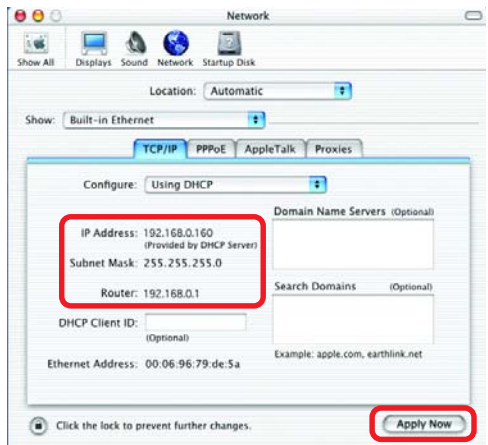 Network
Show All Displays Sound Network Startup Disk
Location: Automatic
Show: Built-in Ethernet
TCP/IP PPPoE AppleTalk Proxies
Configure: Using DHCP
Domain Name Servers (Optional)
IP Address: 192.168.0.160
(Provided by DHCP Server)
Subnet Mask: 255.255.255.0
Router: 192.168.0.1
Search Domains (Optional)
DHCP Client ID:
(Optional)
Example: apple.com, earthlink.net
Ethernet Address: 00:06:96:79:de:5a
Click the lock to prevent further changes.
Apply Now